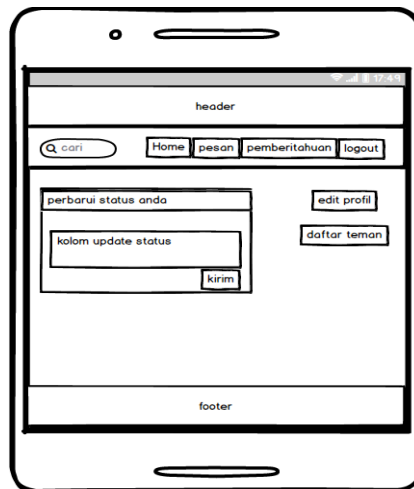 17:49
header
cari
Home pesan pemberitahuan logout
perbarui status anda
edit profil
kolom update status
daftar teman
kirim
footer